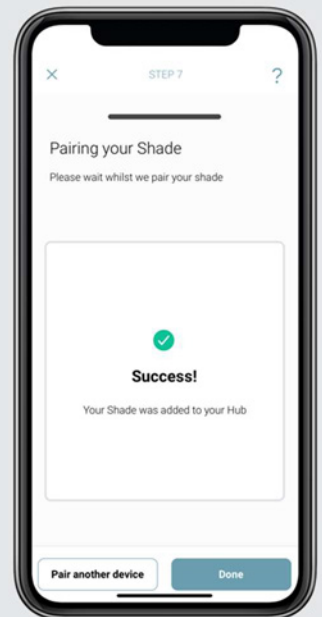 STEP 7
?
Pairing your Shade
Please wait whilst we pair your shade
Success!
Your Shade was added to your Hub
Pair another device
Done